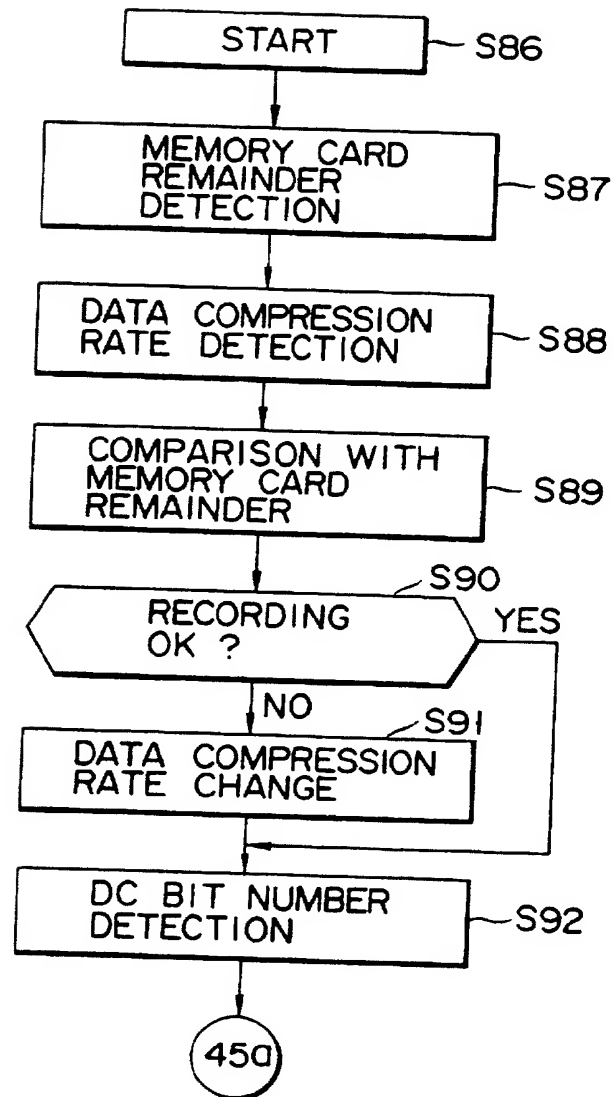 START
S86
MEMORY CARD
REMAINDER
DETECTION
S87
DATA COMPRESSION
RATE DETECTION
S88
COMPARISON WITH
MEMORY CARD
REMAINDER
S89
S90
RECORDING
OK ?
YES
NO
S91
DATA COMPRESSION
RATE CHANGE
DC BIT NUMBER
DETECTION
S92
45a